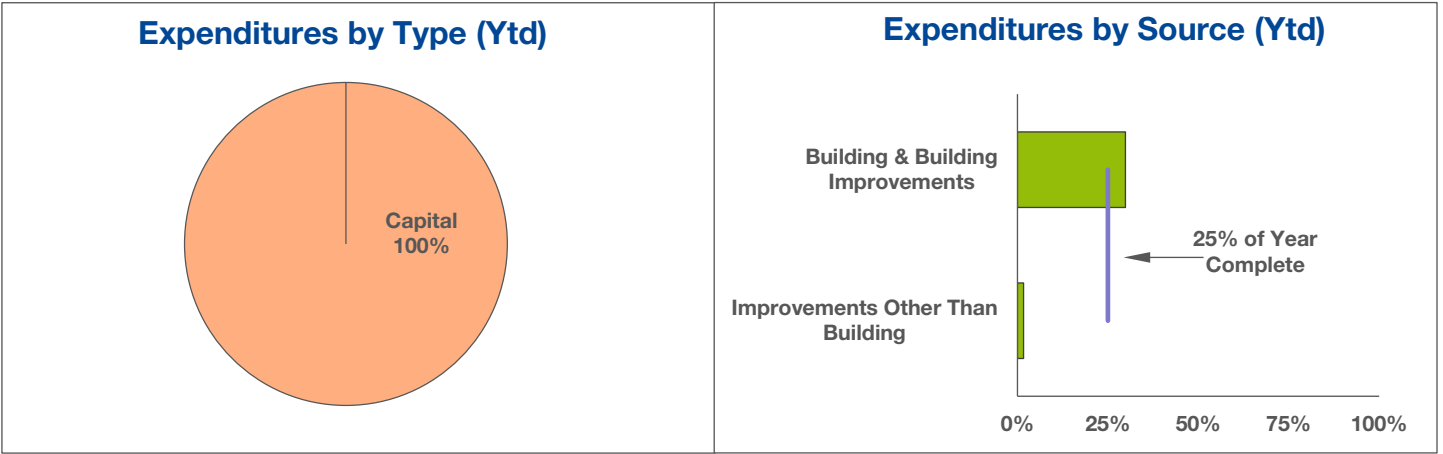 Expenditures by Type (Ytd)
Capital
100%
Expenditures by Source (Ytd)
Building & Building
Improvements
25% of Year
Complete
Improvements Other Than
Building
0% 25% 50% 75% 100%